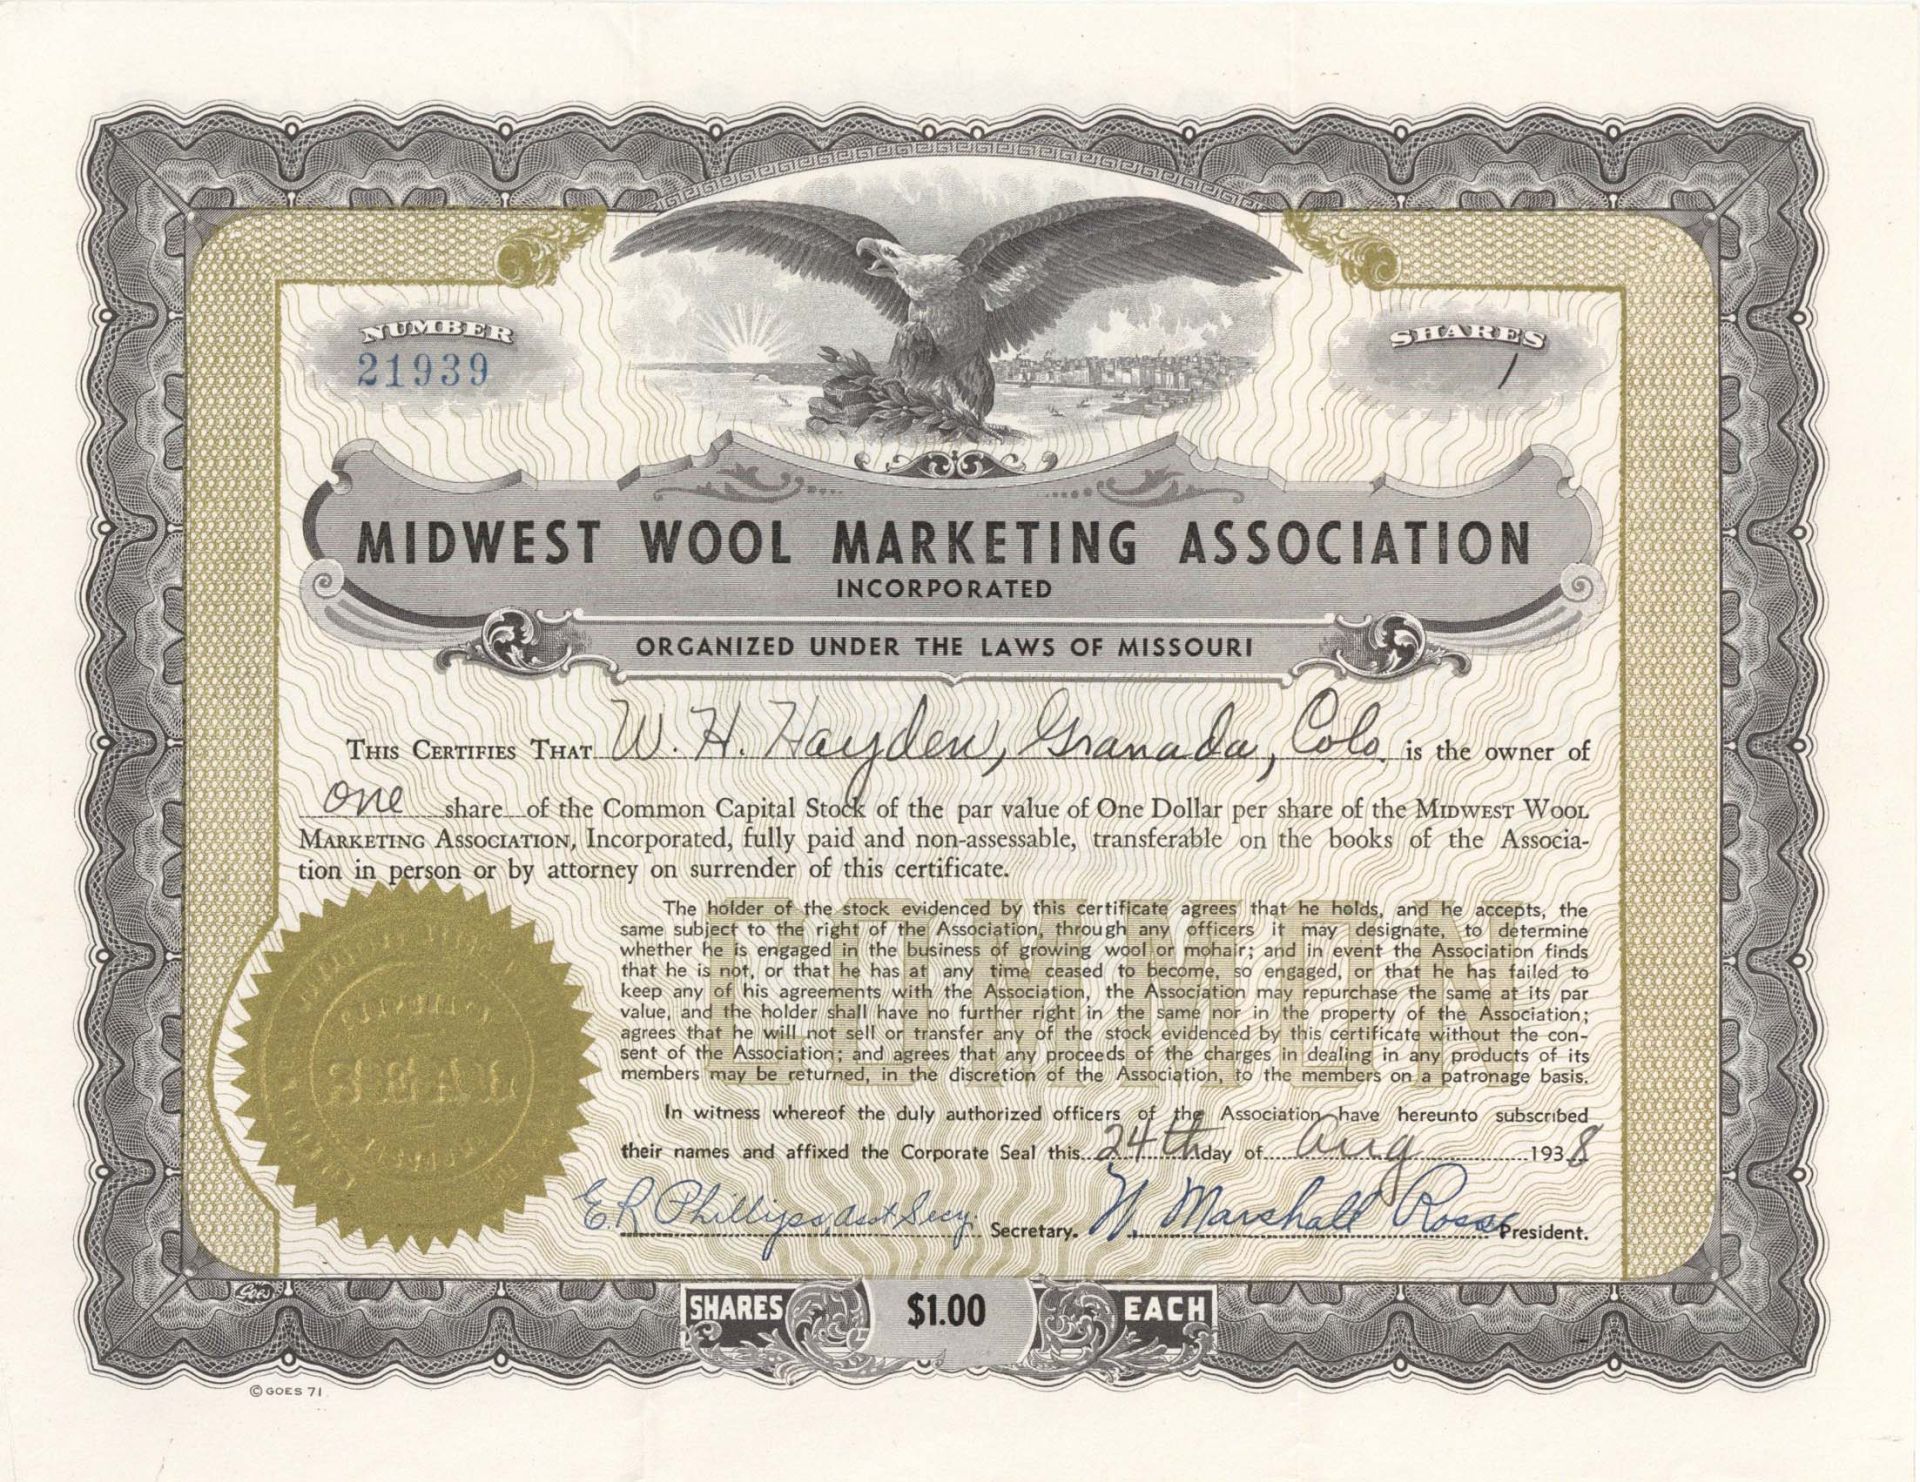 NUMBER
21939
SHARES
1
MIDWEST WOOL MARKETING ASSOCIATION
INCORPORATED
ORGANIZED UNDER THE LAWS OF MISSOURI
THIS CERTIFIES THAT W. H. Hayden, Granada, Colo. is the owner of
one share of the Common Capital Stock of the par value of One Dollar per share of the MIDWEST WOOL
MARKETING ASSOCIATION, Incorporated, fully paid and non-assessable, transferable on the books of the Associa-
tion in person or by attorney on surrender of this certificate.
The holder of the stock evidenced by this certificate agrees that he holds, and he accepts, the
same subject to the right of the Association, through any officers it may designate, to determine
whether he is engaged in the business of growing wool or mohair; and in event the Association finds
that he is not, or that he has at any time ceased to become, so engaged, or that he has failed to
keep any of his agreements with the Association, the Association may repurchase the same at its par
value, and the holder shall have no further right in the same nor in the property of the Association;
agrees that he will not sell or transfer any of the stock evidenced by this certificate without the con-
sent of the Association; and agrees that any proceeds of the charges in dealing in any products of its
members may be returned, in the discretion of the Association, to the members on a patronage basis.
In witness whereof the duly authorized officers of the Association have hereunto subscribed
their names and affixed the Corporate Seal this 24th day of Aug 1938
E. R. Phillips, asst Secy. Secretary. W. Marshall Ross President.
Goes
SHARES $1.00 EACH
© GOES 71